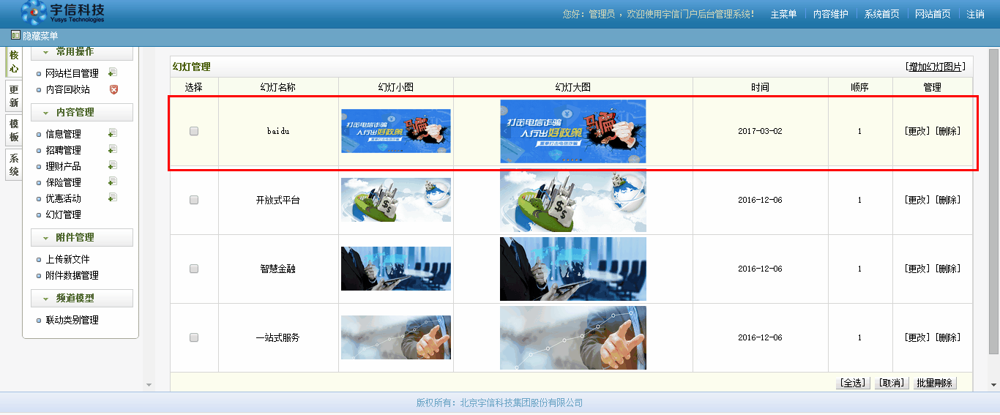 宇信科技
Yusys Technologies
您好：管理员 ，欢迎使用宇信门户后台管理系统！ 主菜单 内容维护 系统首页 网站首页 注销
隐藏菜单
核心
更新
模板
系统
常用操作
网站栏目管理
内容回收站
内容管理
信息管理
招聘管理
理财产品
保险管理
优惠活动
幻灯管理
附件管理
上传新文件
附件数据管理
频道模型
联动类别管理
幻灯管理 [增加幻灯图片]
选择 幻灯名称 幻灯小图 幻灯大图 时间 顺序 管理
baidu 2017-03-02 1 [更改] [删除]
打击电信诈骗
人行出好政策
打击电信诈骗
人行出好政策
开放式平台 2016-12-06 1 [更改] [删除]
智慧金融 2016-12-06 1 [更改] [删除]
一站式服务 2016-12-06 1 [更改] [删除]
[全选] [取消] 批量刪除
版权所有：北京宇信科技集团股份有限公司